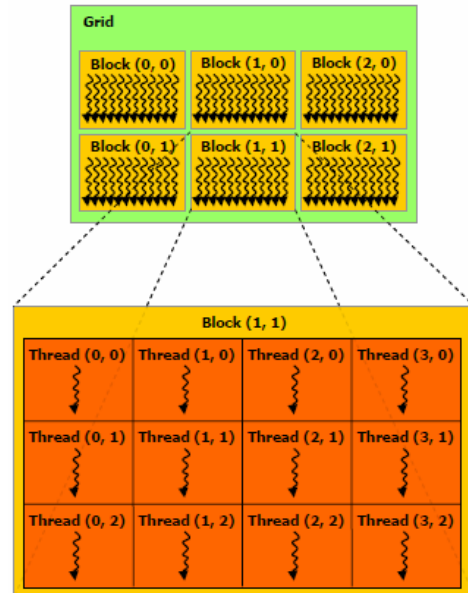 Grid
Block (0, 0) Block (1, 0) Block (2, 0)
Block (0, 1) Block (1, 1) Block (2, 1)
Block (1, 1)
Thread (0, 0) Thread (1, 0) Thread (2, 0) Thread (3, 0)
Thread (0, 1) Thread (1, 1) Thread (2, 1) Thread (3, 1)
Thread (0, 2) Thread (1, 2) Thread (2, 2) Thread (3, 2)